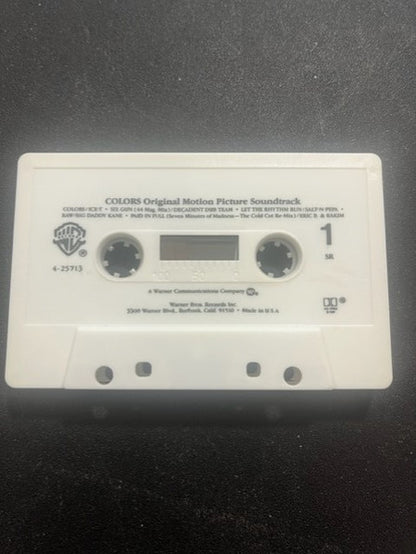 COLORS Original Motion Picture Soundtrack
COLORS/ICE-T • SIX GUN (44 Mag. Mix)/DECADENT DUB TEAM • LET THE RHYTHM RUN/SALT-N-PEPA •
RAW/BIG DADDY KANE • PAID IN FULL (Seven Minutes of Madness—The Cold Cut Re-Mix)/ERIC B. & RAKIM
WB
®
4-25713
1
SR
100 50 0
A Warner Communications Company
Warner Bros. Records Inc.
3300 Warner Blvd., Burbank, Calif. 91510 • Made in U.S.A.
®